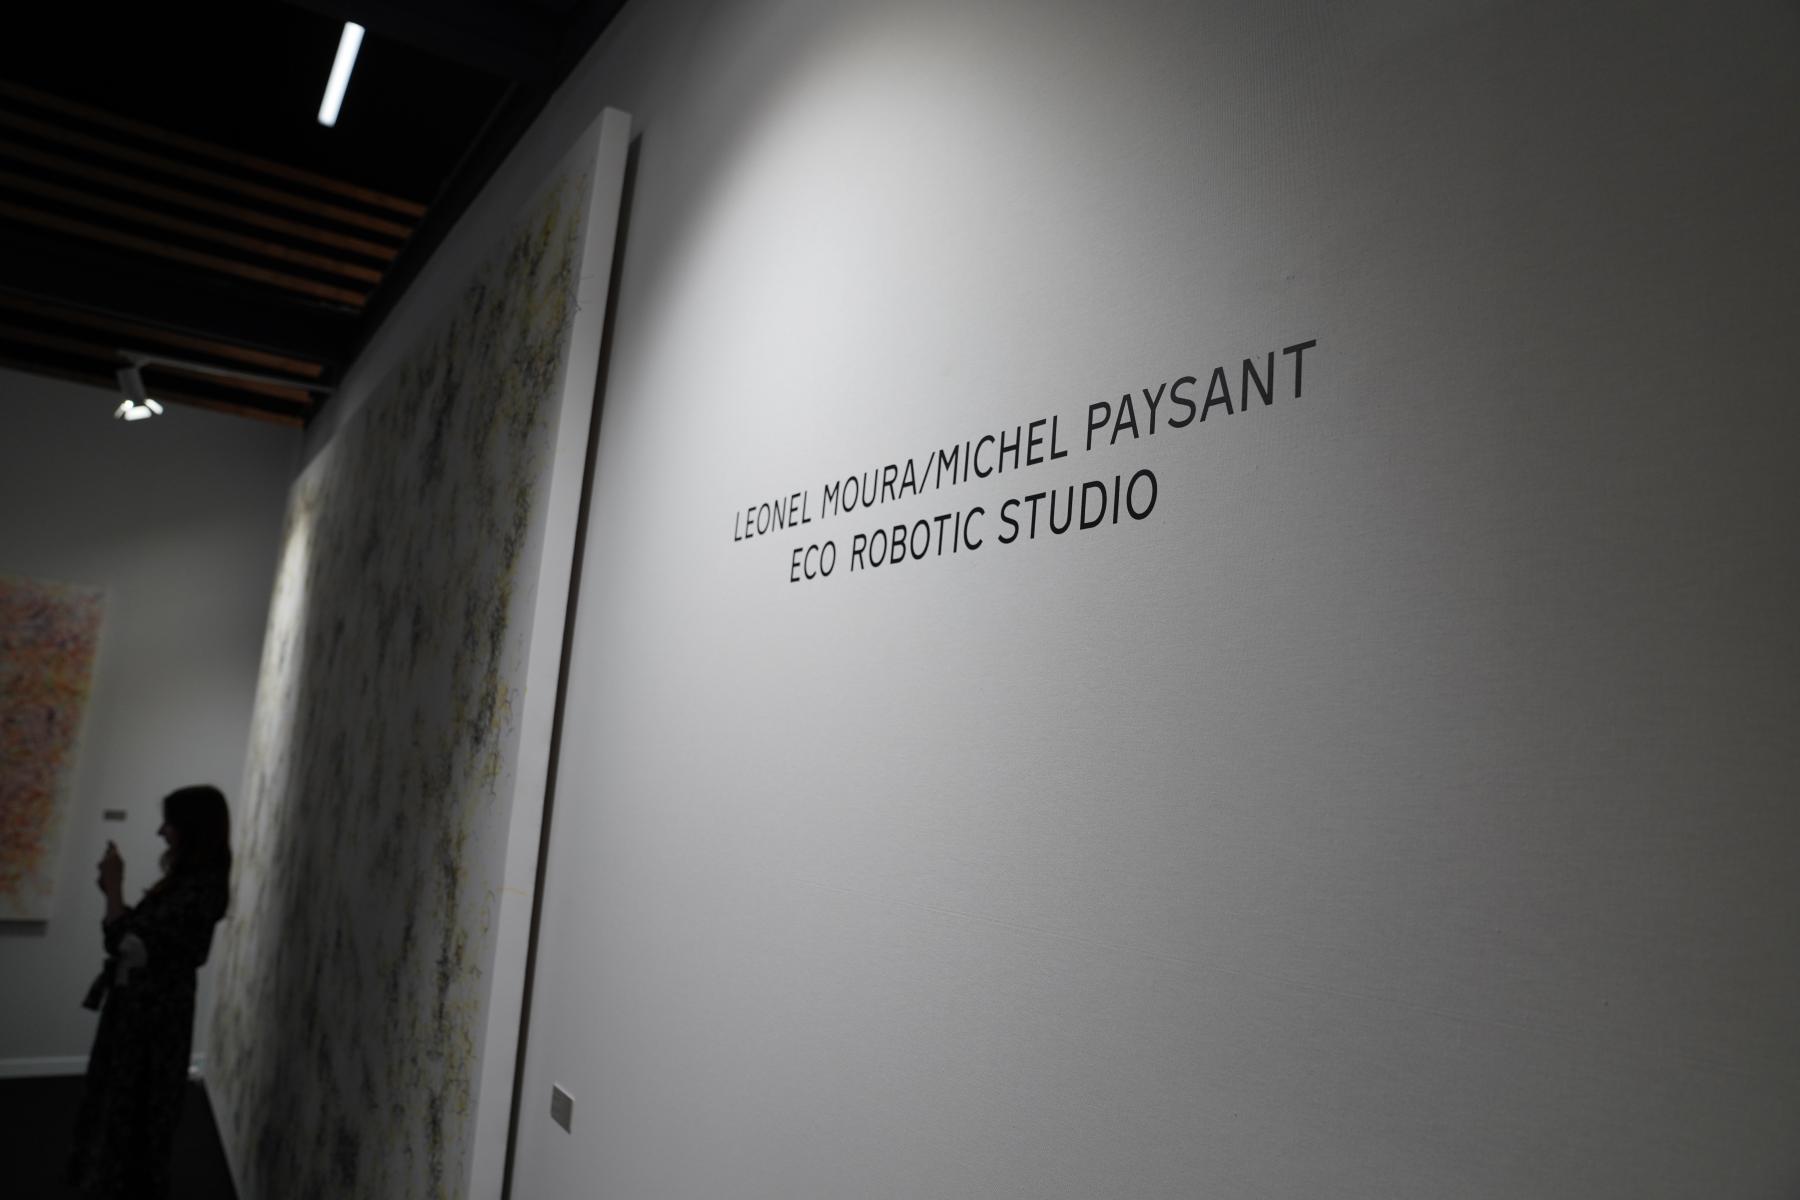 LEONEL MOURA/MICHEL PAYSANT
ECO ROBOTIC STUDIO